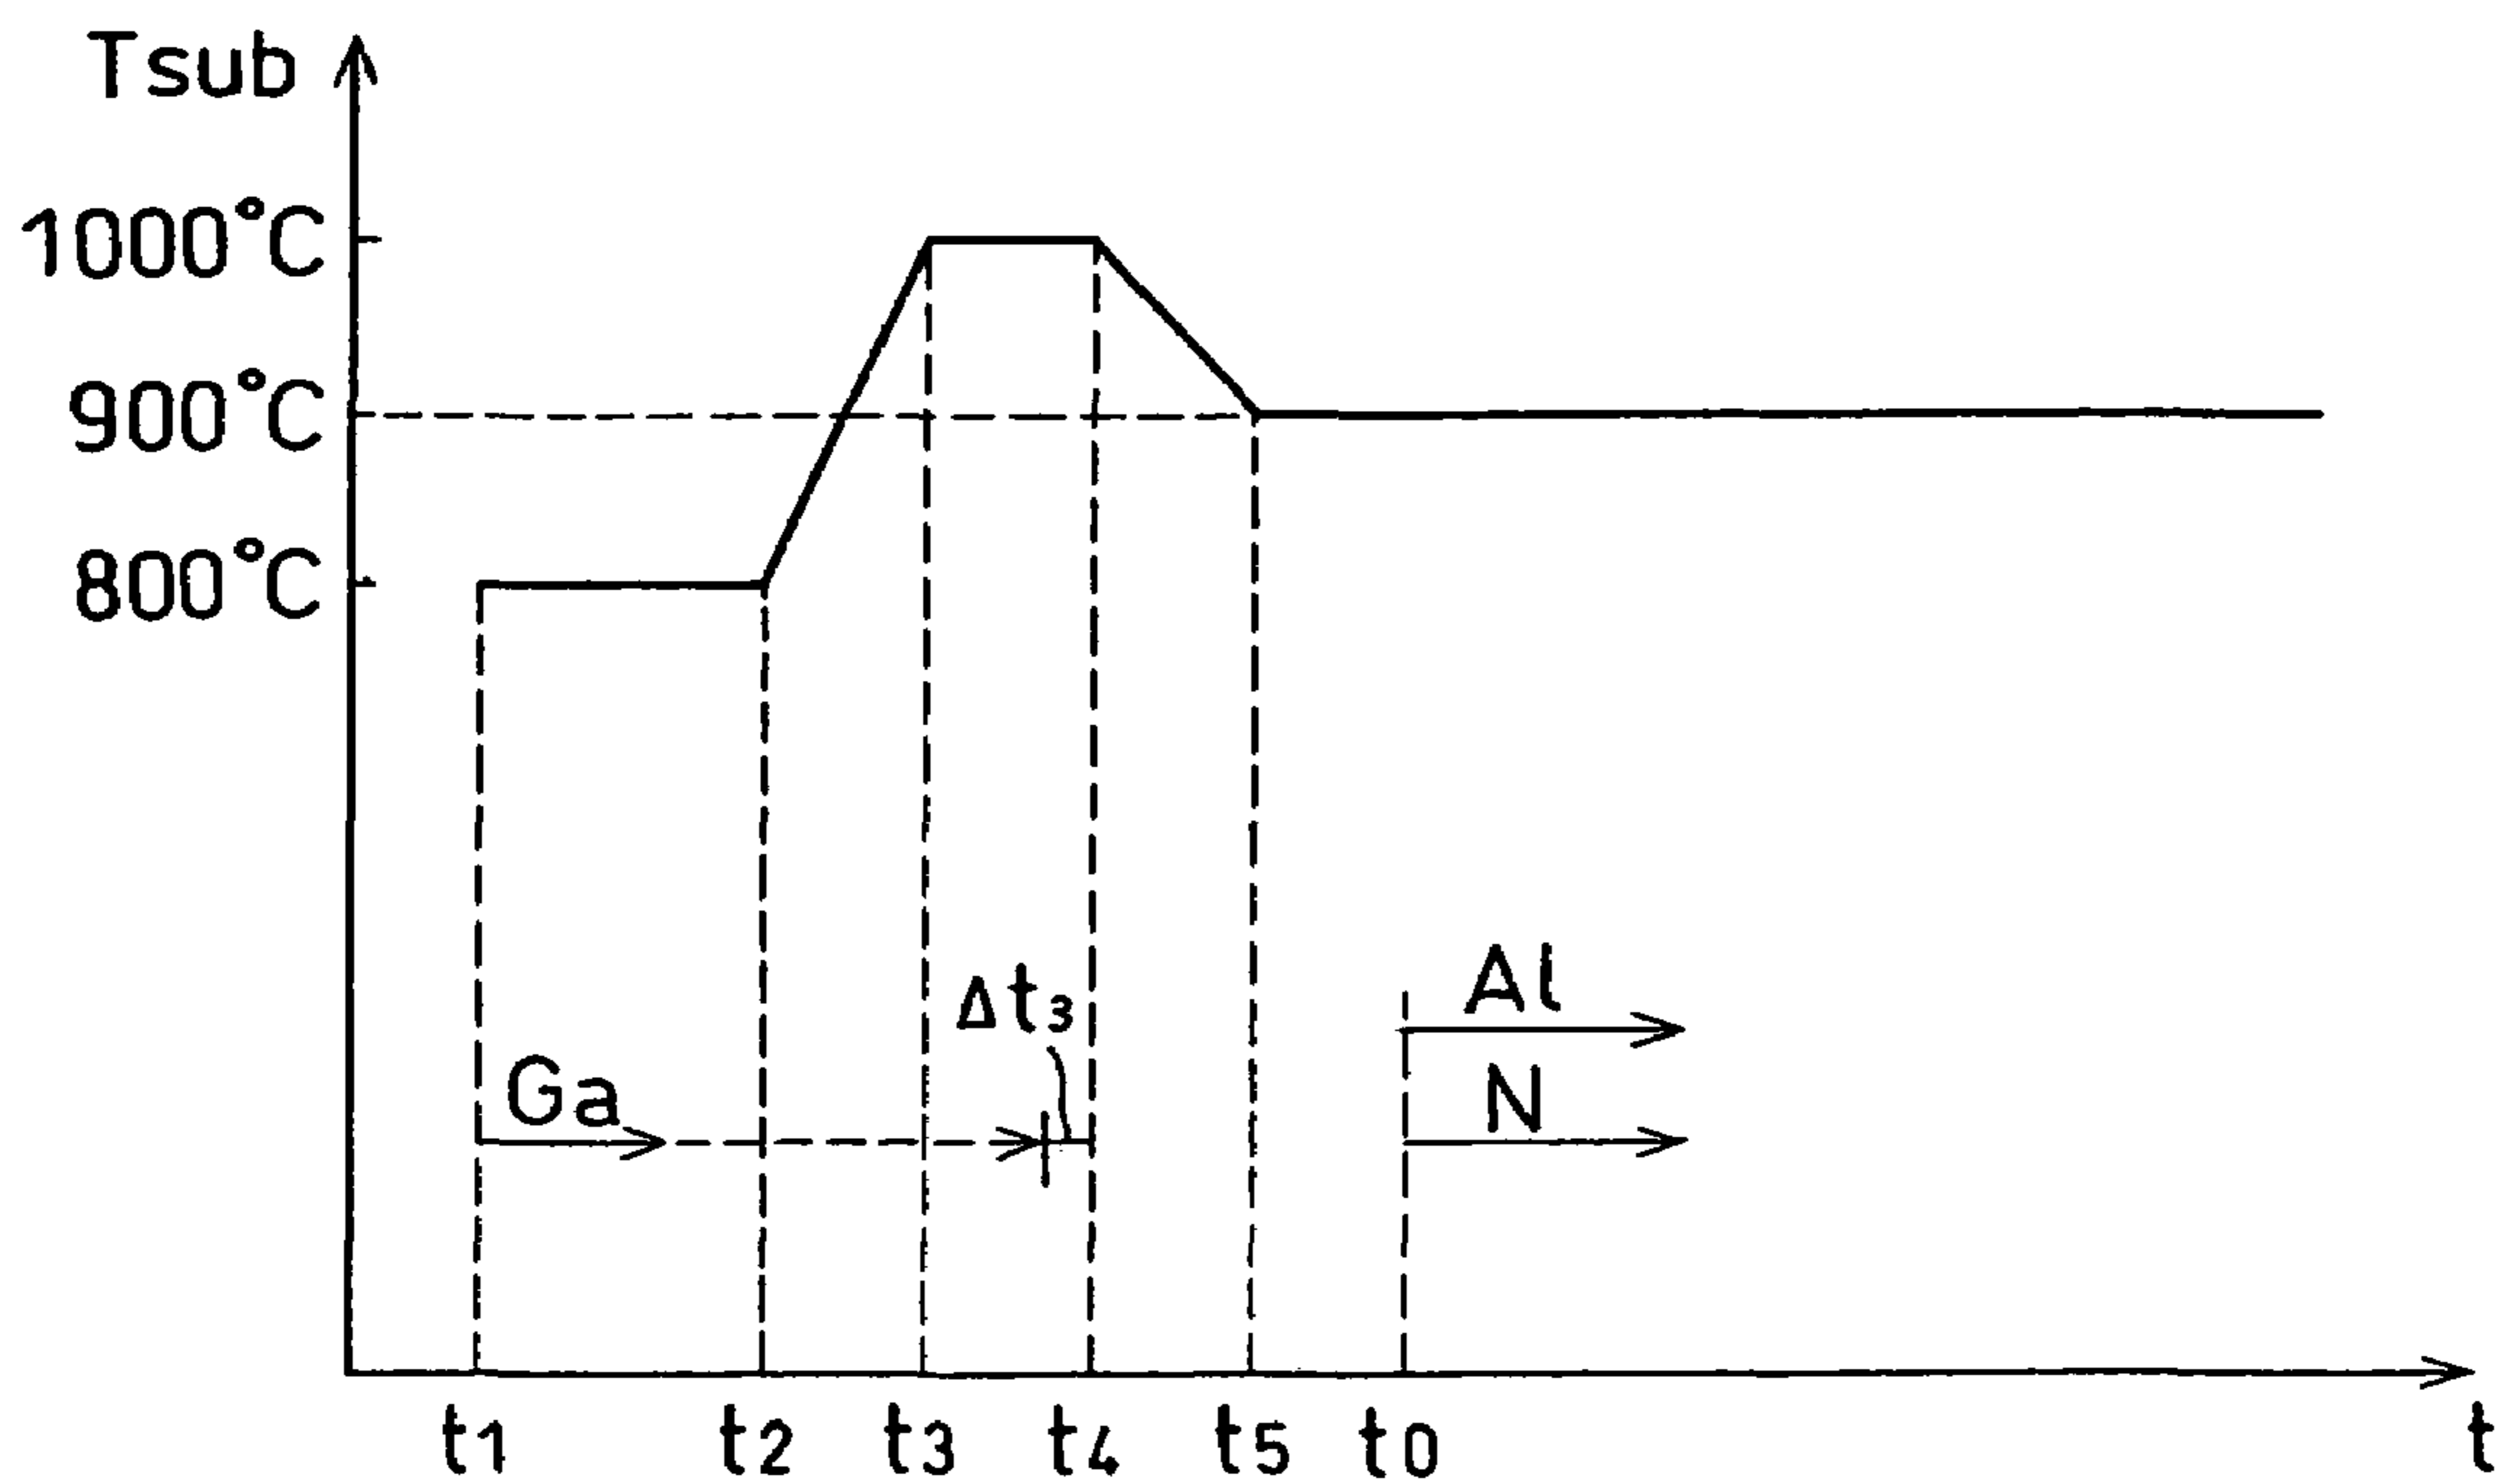 Tsub
1000°C
900°C
800°C
Al
Δt3
N
Ga
t1 t2 t3 t4 t5 t0 t